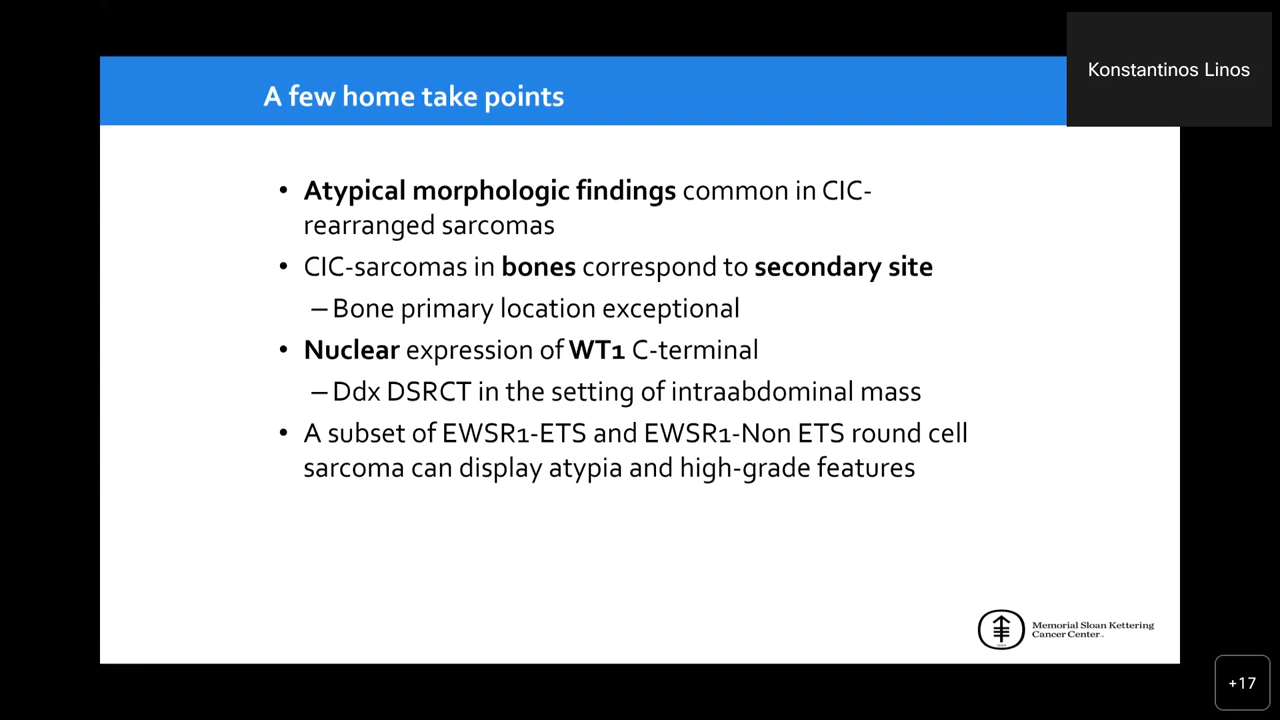 Konstantinos Linos
A few home take points
• Atypical morphologic findings common in CIC-
rearranged sarcomas
• CIC-sarcomas in bones correspond to secondary site
– Bone primary location exceptional
• Nuclear expression of WT1 C-terminal
– Ddx DSRCT in the setting of intraabdominal mass
• A subset of EWSR1-ETS and EWSR1-Non ETS round cell
sarcoma can display atypia and high-grade features
Memorial Sloan Kettering
Cancer Center
+17